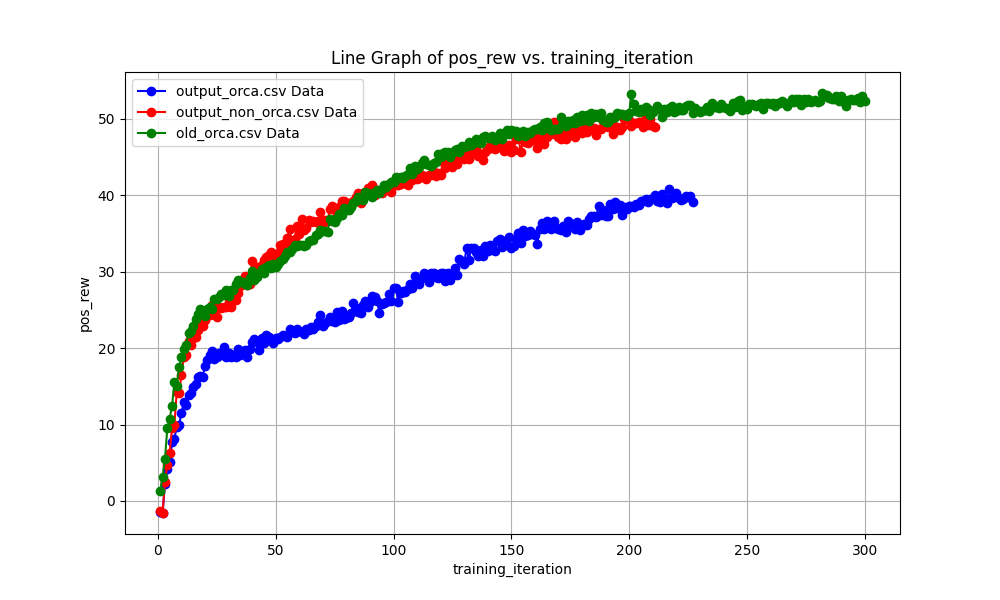 Line Graph of pos_rew vs. training_iteration
output_orca.csv Data
output_non_orca.csv Data
old_orca.csv Data
pos_rew
50
40
30
20
10
0
0 50 100 150 200 250 300
training_iteration